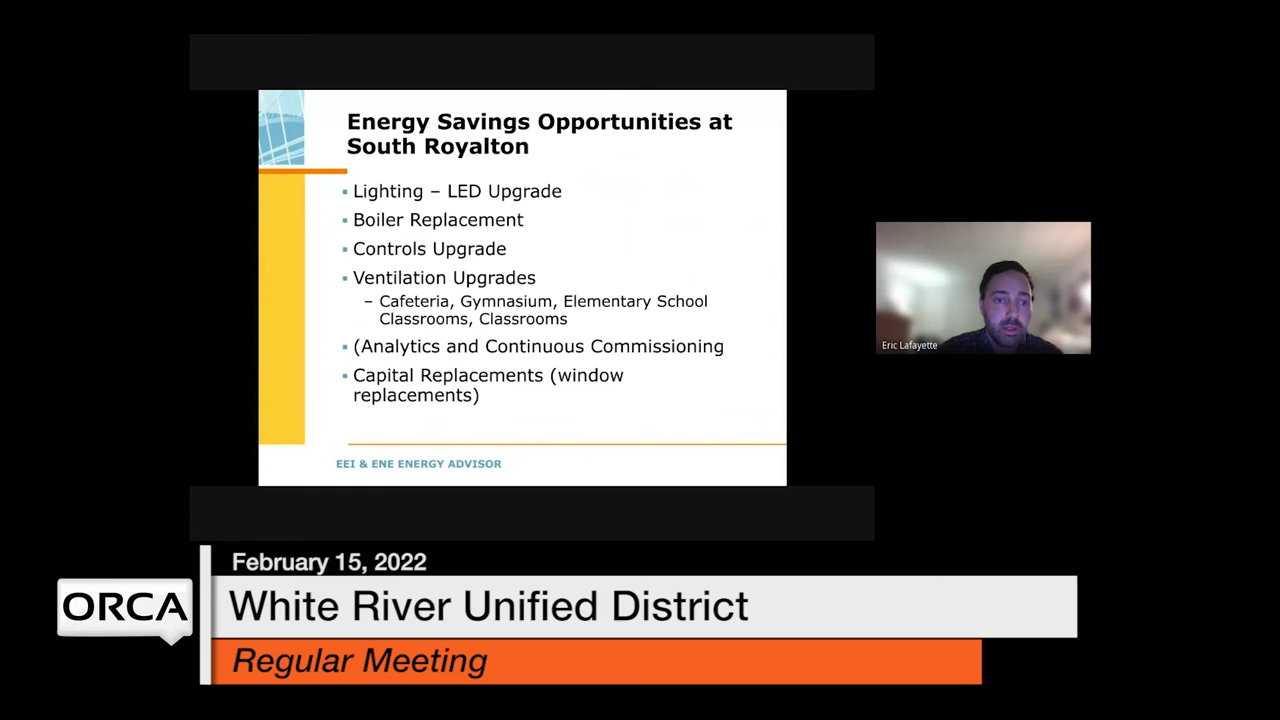 Energy Savings Opportunities at
South Royalton
▪ Lighting – LED Upgrade
▪ Boiler Replacement
▪ Controls Upgrade
▪ Ventilation Upgrades
– Cafeteria, Gymnasium, Elementary School
Classrooms, Classrooms
▪ (Analytics and Continuous Commissioning
▪ Capital Replacements (window
replacements)
EEI & ENE ENERGY ADVISOR
Eric Lafayette
February 15, 2022
ORCA
White River Unified District
Regular Meeting